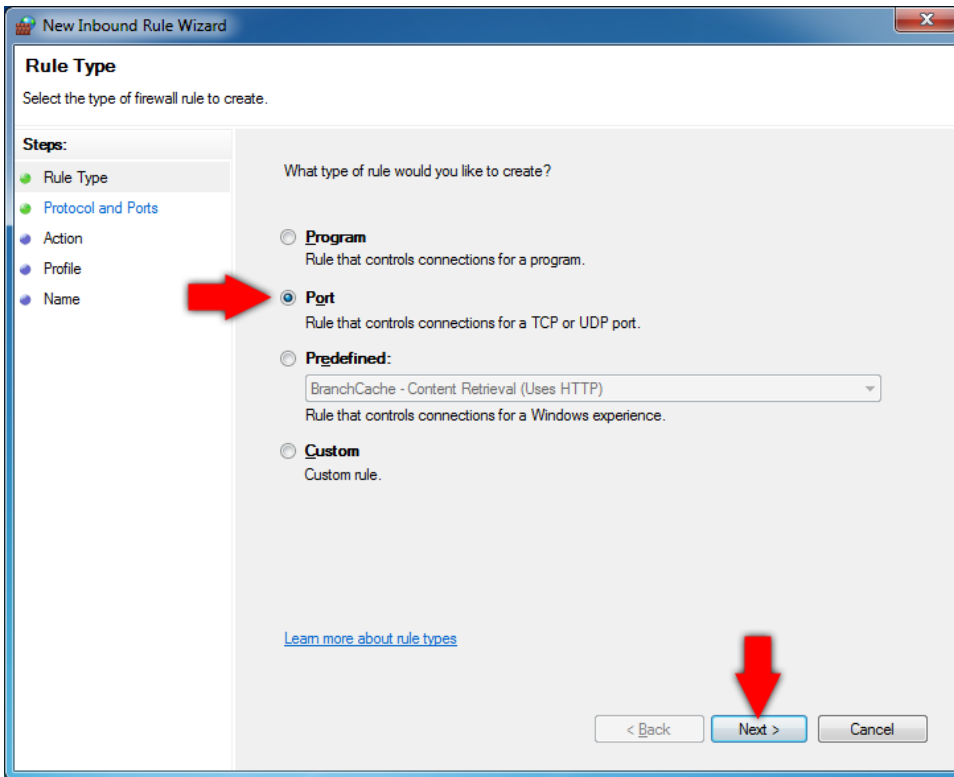 New Inbound Rule Wizard
X
Rule Type
Select the type of firewall rule to create.
Steps:
Rule Type
Protocol and Ports
Action
Profile
Name
What type of rule would you like to create?
Program
Rule that controls connections for a program.
Port
Rule that controls connections for a TCP or UDP port.
Predefined:
BranchCache - Content Retrieval (Uses HTTP)
Rule that controls connections for a Windows experience.
Custom
Custom rule.
Learn more about rule types
< Back Next > Cancel